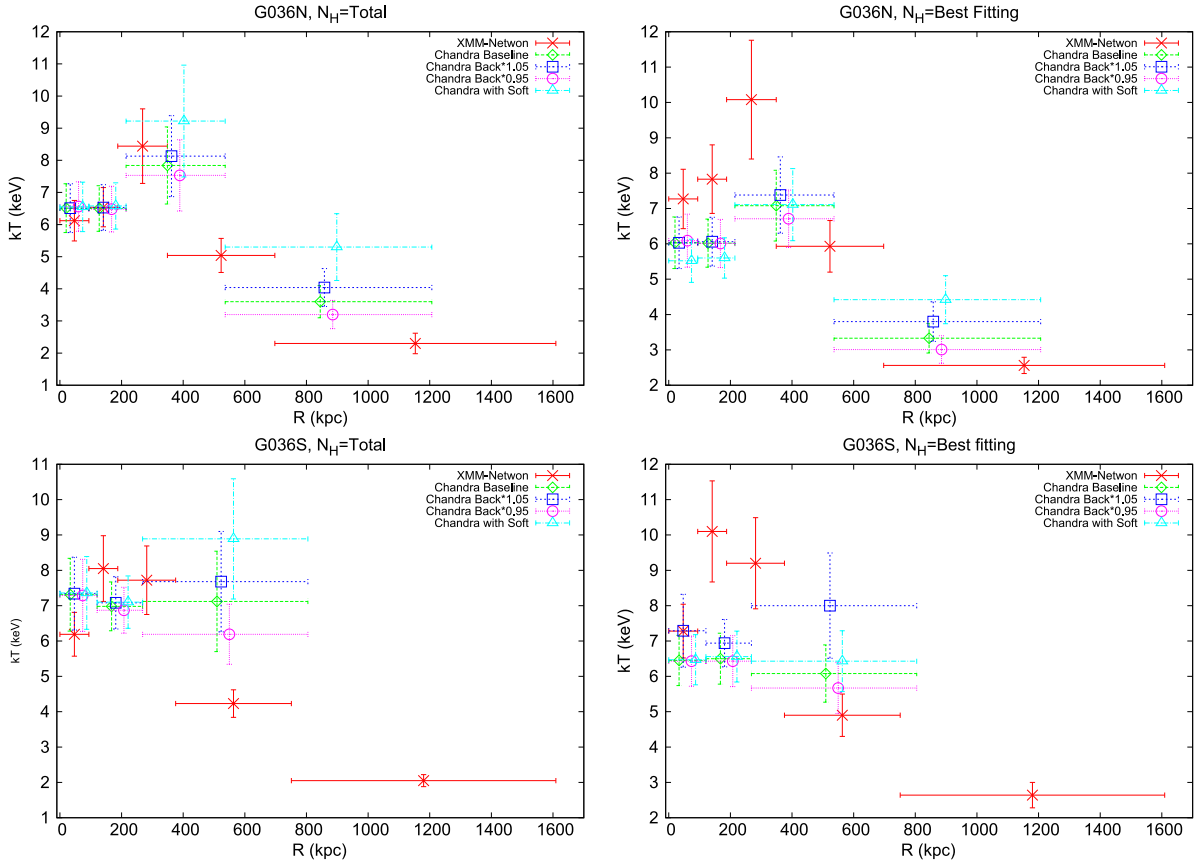 G036N, N_H=Total
XMM-Netwon
Chandra Baseline
Chandra Back*1.05
Chandra Back*0.95
Chandra with Soft
kT (keV)
12
11
10
9
8
7
6
5
4
3
2
1
0 200 400 600 800 1000 1200 1400 1600
R (kpc)
G036N, N_H=Best Fitting
XMM-Netwon
Chandra Baseline
Chandra Back*1.05
Chandra Back*0.95
Chandra with Soft
kT (keV)
12
11
10
9
8
7
6
5
4
3
2
0 200 400 600 800 1000 1200 1400 1600
R (kpc)
G036S, N_H=Total
XMM-Netwon
Chandra Baseline
Chandra Back*1.05
Chandra Back*0.95
Chandra with Soft
kT (keV)
11
10
9
8
7
6
5
4
3
2
1
0 200 400 600 800 1000 1200 1400 1600
R (kpc)
G036S, N_H=Best fitting
XMM-Netwon
Chandra Baseline
Chandra Back*1.05
Chandra Back*0.95
Chandra with Soft
kT (keV)
12
11
10
9
8
7
6
5
4
3
2
0 200 400 600 800 1000 1200 1400 1600
R (kpc)